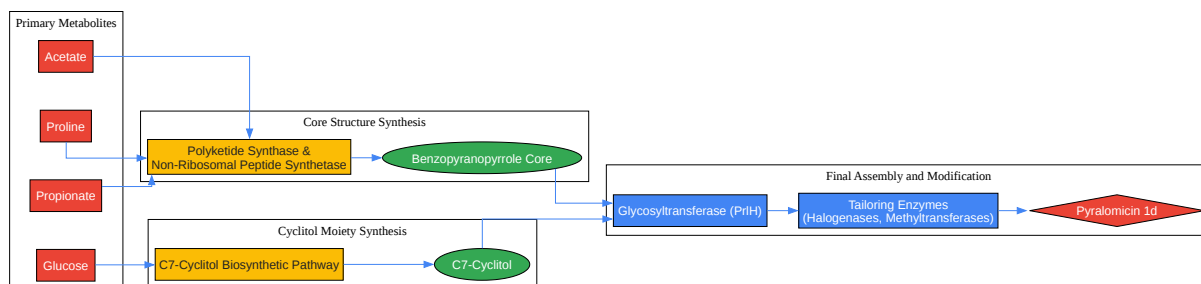 Primary Metabolites
Acetate
Proline
Propionate
Glucose
Core Structure Synthesis
Polyketide Synthase &
Non-Ribosomal Peptide Synthetase
Benzopyranopyrrole Core
Cyclitol Moiety Synthesis
C7-Cyclitol Biosynthetic Pathway
C7-Cyclitol
Final Assembly and Modification
Glycosyltransferase (PrlH)
Tailoring Enzymes
(Halogenases, Methyltransferases)
Pyralomicin 1d